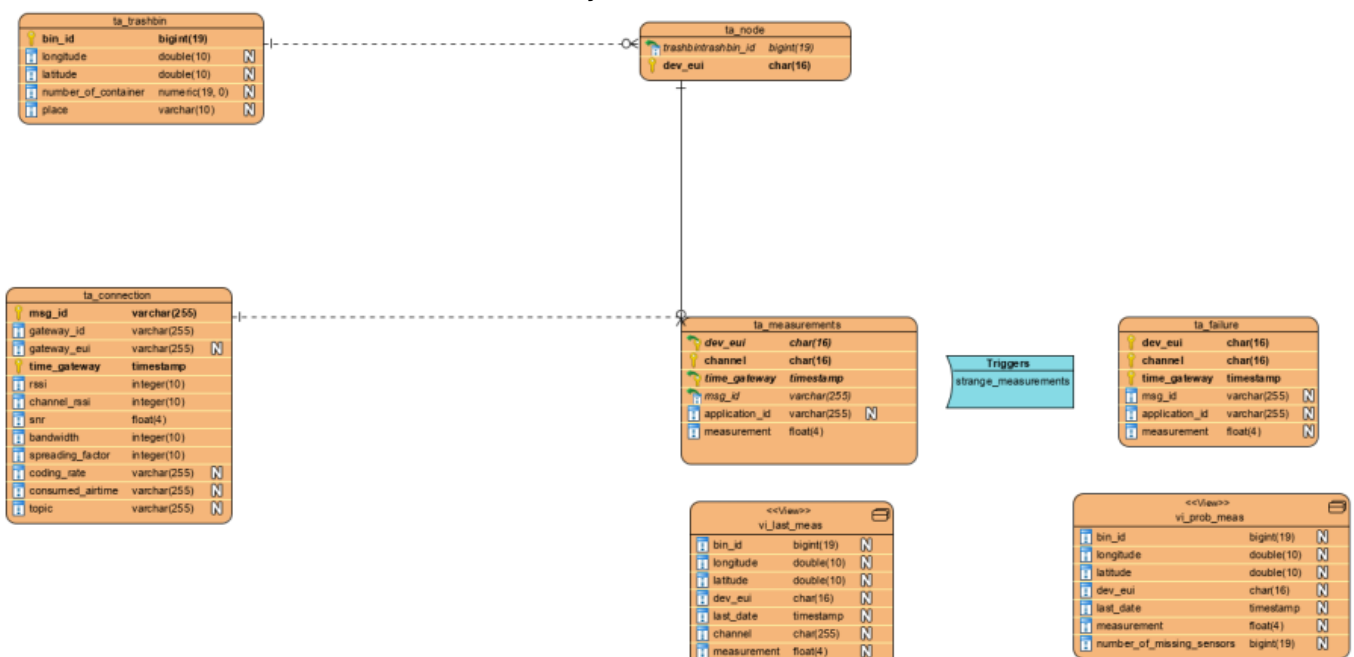 ta_trashbin
bin_id bigint(19)
longitude double(10) N
latitude double(10) N
number_of_container numeric(19, 0) N
place varchar(10) N
ta_node
trashbintrashbin_id bigint(19)
dev_eui char(16)
ta_connection
msg_id varchar(255)
gateway_id varchar(255)
gateway_eui varchar(255) N
time_gateway timestamp
rssi integer(10)
channel_rssi integer(10)
snr float(4)
bandwidth integer(10)
spreading_factor integer(10)
coding_rate varchar(255) N
consumed_airtime varchar(255) N
topic varchar(255) N
ta_measurements
dev_eui char(16)
channel char(16)
time_gateway timestamp
msg_id varchar(255)
application_id varchar(255) N
measurement float(4)
Triggers
strange_measurements
ta_failure
dev_eui char(16)
channel char(16)
time_gateway timestamp
msg_id varchar(255) N
application_id varchar(255) N
measurement float(4) N
<<View>>
vi_last_meas
bin_id bigint(19) N
longitude double(10) N
latitude double(10) N
dev_eui char(16) N
last_date timestamp N
channel char(255) N
measurement float(4) N
<<View>>
vi_prob_meas
bin_id bigint(19) N
longitude double(10) N
latitude double(10) N
dev_eui char(16) N
last_date timestamp N
measurement float(4) N
number_of_missing_sensors bigint(19) N